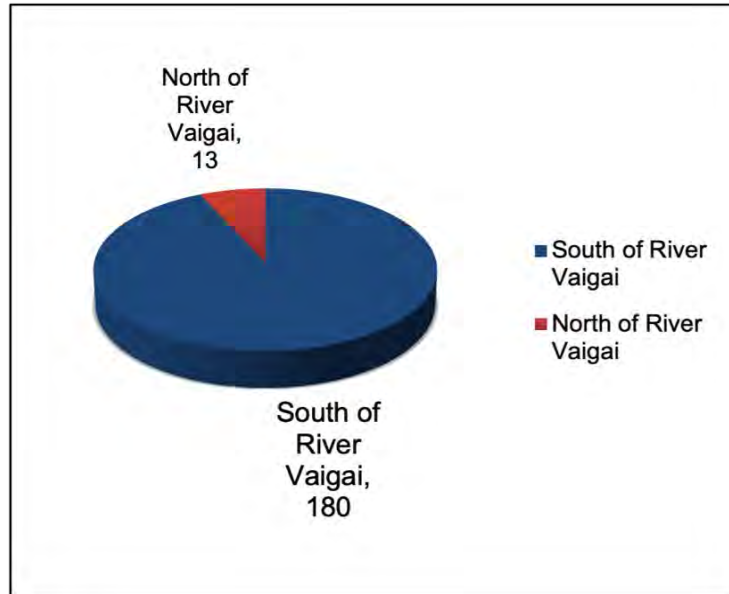 North of
River
Vaigai,
13
South of River
Vaigai
North of River
Vaigai
South of
River
Vaigai,
180